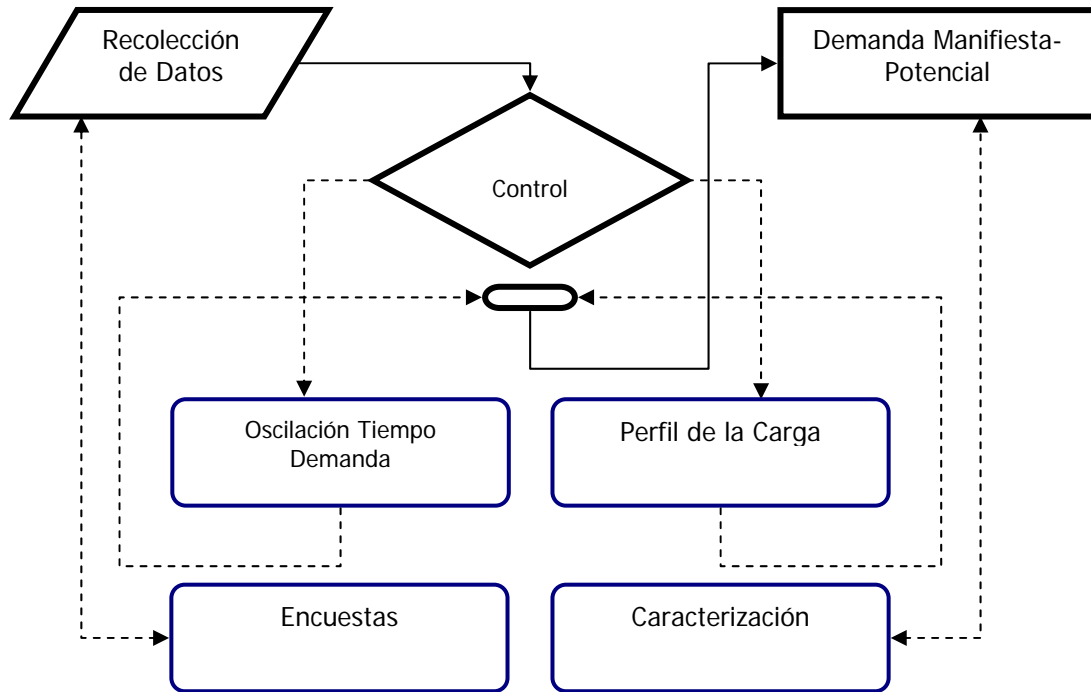 Recolección
de Datos
Demanda Manifiesta-
Potencial
Control
Oscilación Tiempo
Demanda
Perfil de la Carga
Encuestas
Caracterización